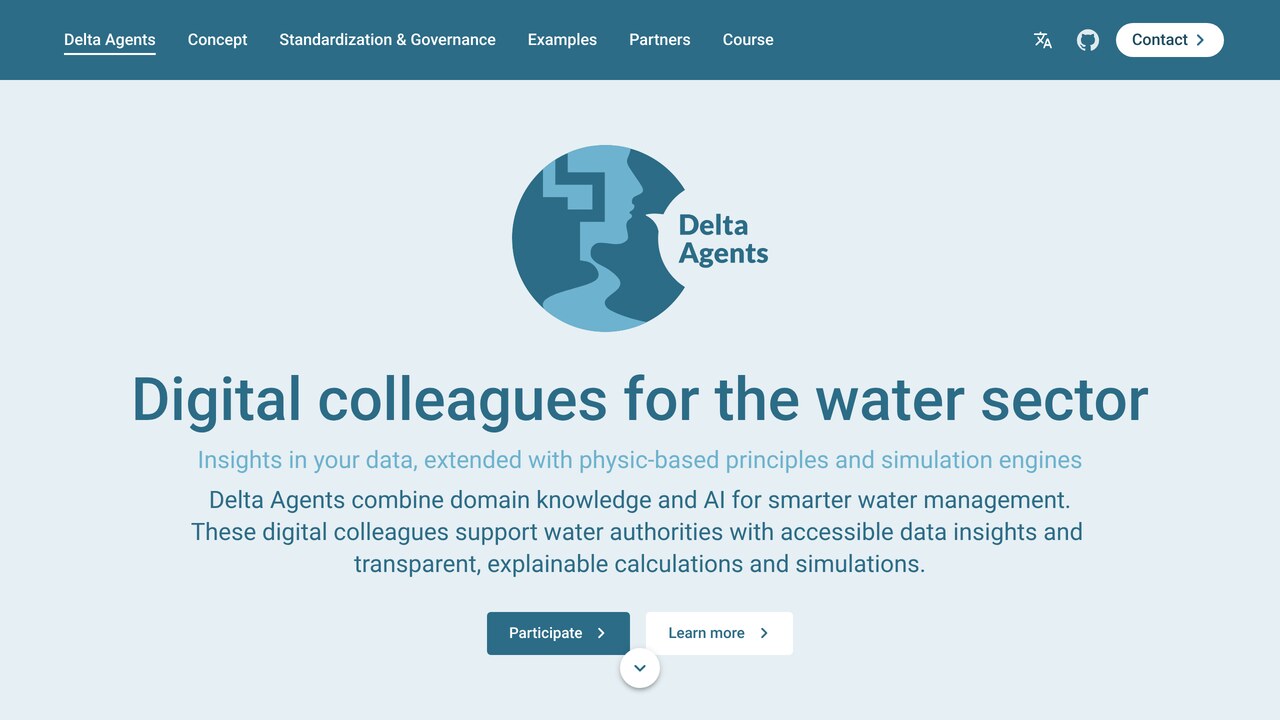 Delta Agents Concept Standardization & Governance Examples Partners Course Contact
Delta
Agents
Digital colleagues for the water sector
Insights in your data, extended with physic-based principles and simulation engines
Delta Agents combine domain knowledge and AI for smarter water management.
These digital colleagues support water authorities with accessible data insights and
transparent, explainable calculations and simulations.
Participate Learn more